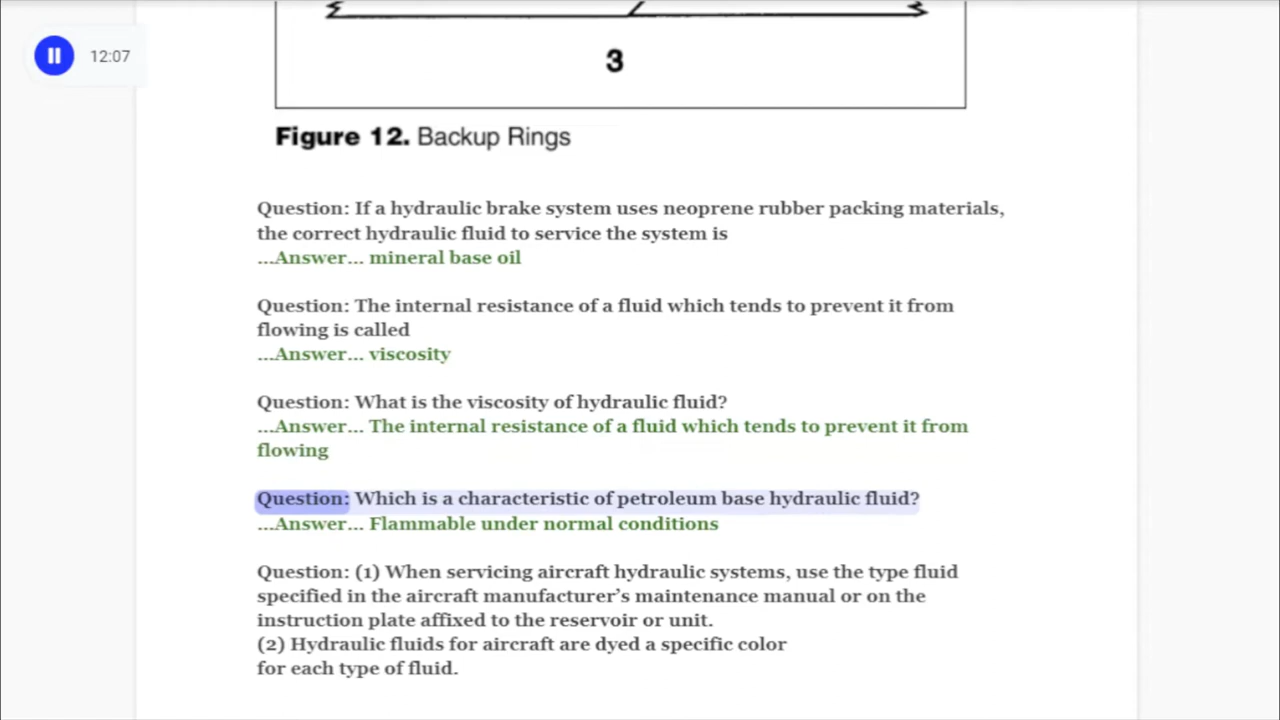 12:07
3
Figure 12. Backup Rings
Question: If a hydraulic brake system uses neoprene rubber packing materials,
the correct hydraulic fluid to service the system is
...Answer... mineral base oil
Question: The internal resistance of a fluid which tends to prevent it from
flowing is called
...Answer... viscosity
Question: What is the viscosity of hydraulic fluid?
...Answer... The internal resistance of a fluid which tends to prevent it from
flowing
Question: Which is a characteristic of petroleum base hydraulic fluid?
...Answer... Flammable under normal conditions
Question: (1) When servicing aircraft hydraulic systems, use the type fluid
specified in the aircraft manufacturer’s maintenance manual or on the
instruction plate affixed to the reservoir or unit.
(2) Hydraulic fluids for aircraft are dyed a specific color
for each type of fluid.